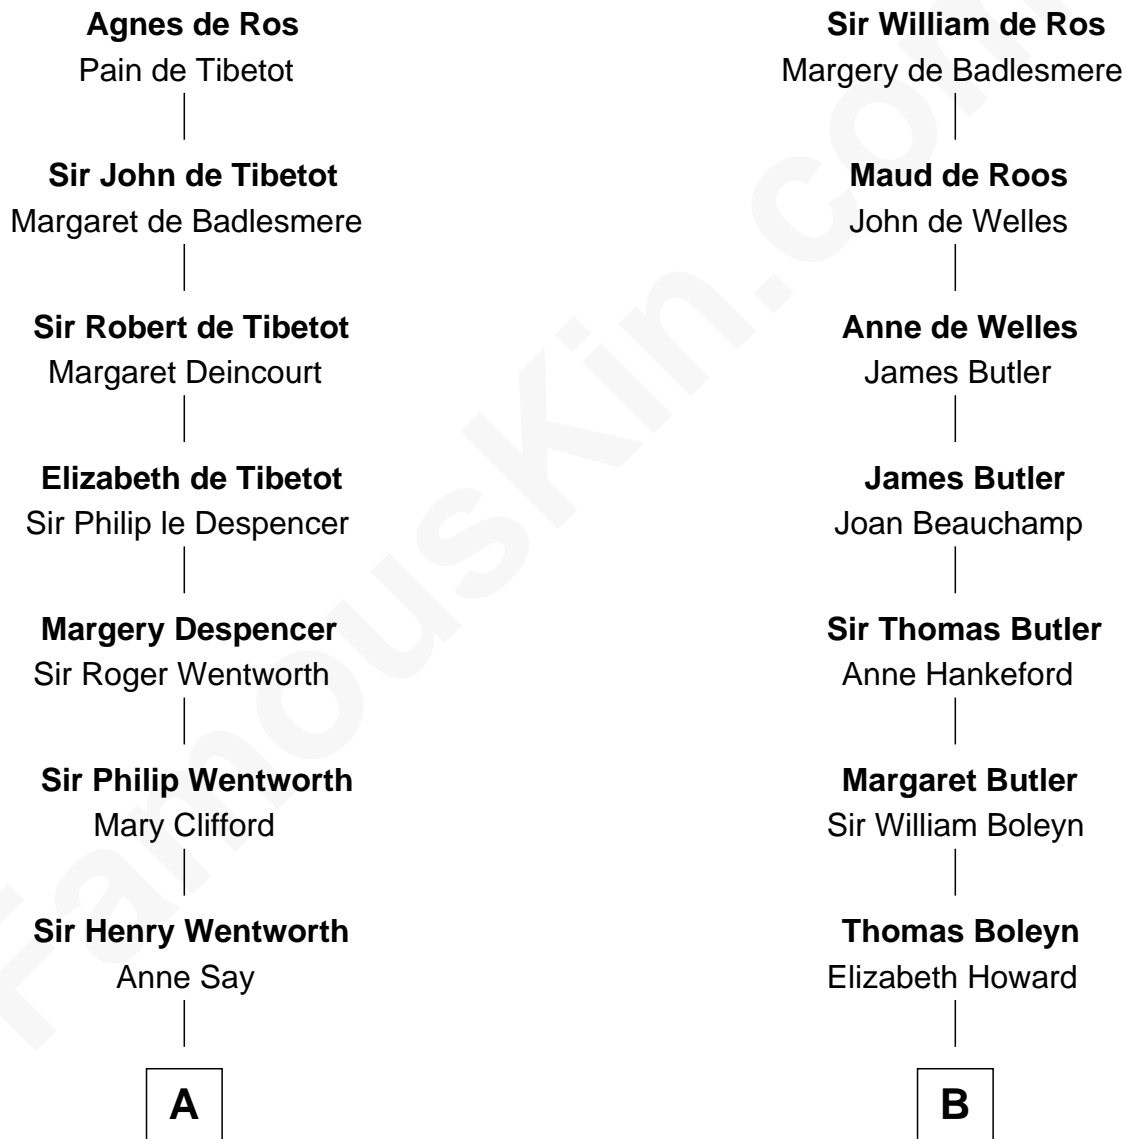 Agnes de Ros
Pain de Tibetot
Sir John de Tibetot
Margaret de Badlesmere
Sir Robert de Tibetot
Margaret Deincourt
Elizabeth de Tibetot
Sir Philip le Despencer
Margery Despencer
Sir Roger Wentworth
Sir Philip Wentworth
Mary Clifford
Sir Henry Wentworth
Anne Say
A
Sir William de Ros
Margery de Badlesmere
Maud de Roos
John de Welles
Anne de Welles
James Butler
James Butler
Joan Beauchamp
Sir Thomas Butler
Anne Hankeford
Margaret Butler
Sir William Boleyn
Thomas Boleyn
Elizabeth Howard
B
FamousKin.com